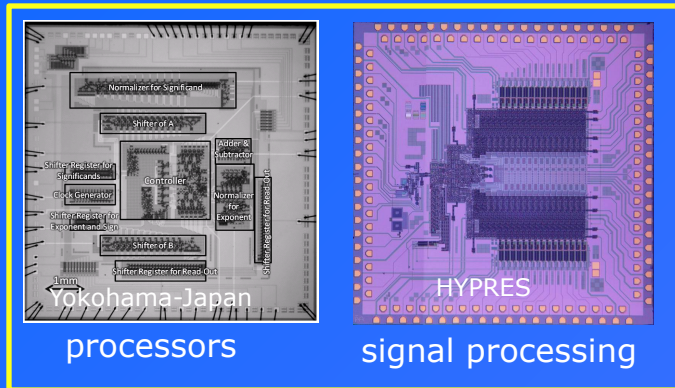 Normalizer for Significand
Shifter of A
Adder &
Subtractor
Shifter Register for
Significands
Controller
Clock Generator
Normalizer
for
Exponent
Shifter Register for Read-Out
Shifter Register for
Exponent and Sign
Shifter of B
Shifter Register for Read-Out
1mm
Yokohama-Japan
HYPRES
processors
signal processing